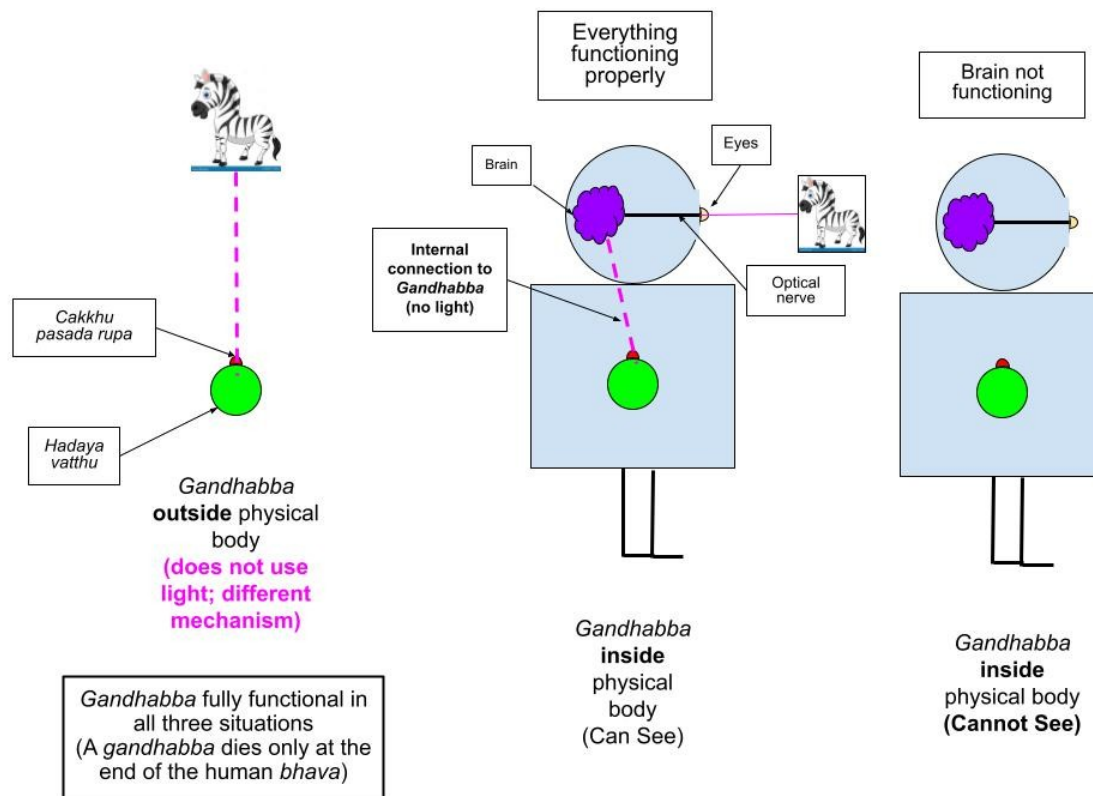 Cakkhu
pasada rupa
Hadaya
vatthu
Gandhabba
outside physical
body
(does not use
light; different
mechanism)
Gandhabba fully functional in
all three situations
(A gandhabba dies only at the
end of the human bhava)
Everything
functioning
properly
Brain
Eyes
Internal
connection to
Gandhabba
(no light)
Optical
nerve
Gandhabba
inside
physical
body
(Can See)
Brain not
functioning
Gandhabba
inside
physical body
(Cannot See)